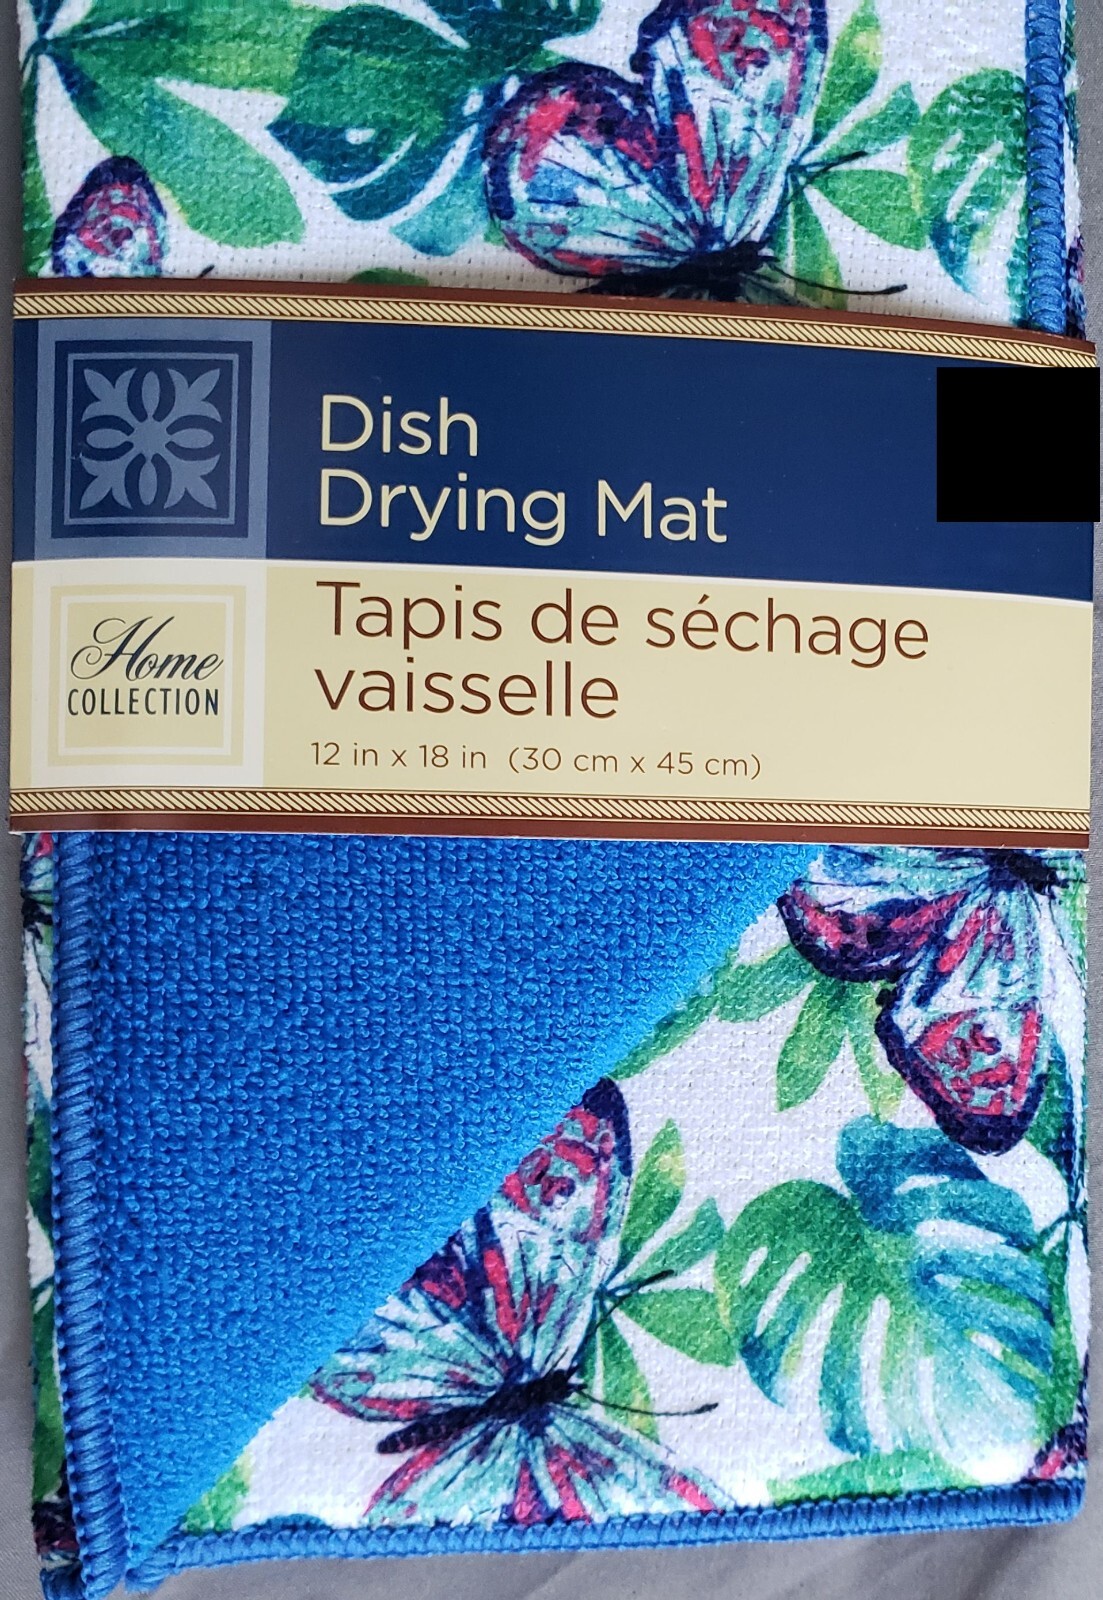 Dish
Drying Mat
Home
COLLECTION
Tapis de séchage
vaisselle
12 in x 18 in (30 cm x 45 cm)